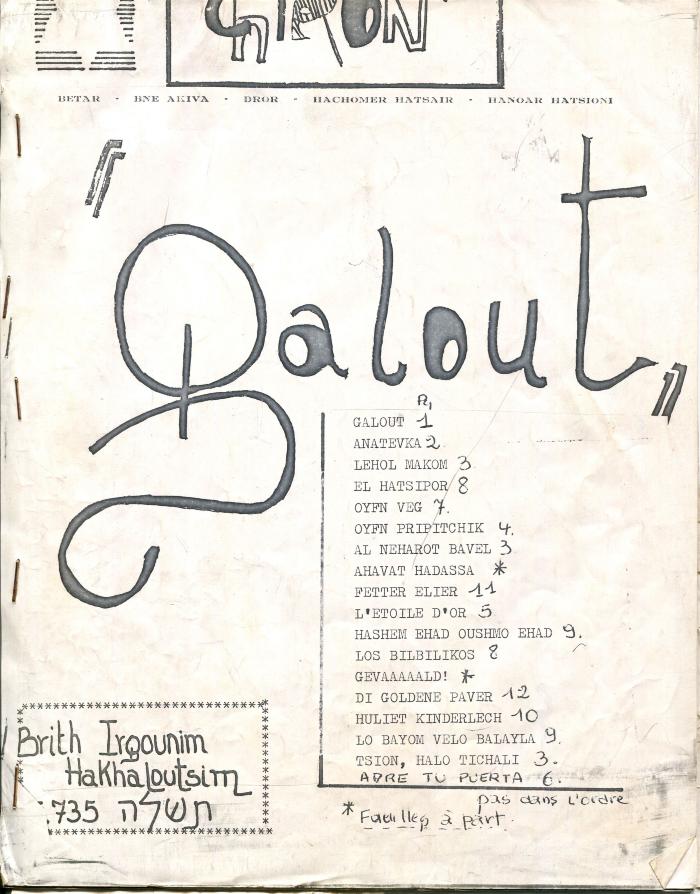 BETAR - BNE AKIVA - DROR - HACHOMER HATSAIR - HANOAR HATSIONI
"Galout"
GALOUT 1
ANATEVKA 2
LEHOL MAKOM 3
EL HATSIPOR 8
OYFN VEG 7.
OYFN PRIPITCHIK 4.
AL NEHAROT BAVEL 3
AHAVAT HADASSA *
FETTER ELIER 11
L'ETOILE D'OR 5
HASHEM EHAD OUSHMO EHAD 9.
LOS BILBILIKOS 8
GEVAAAAALD! *
DI GOLDENE PAVER 12
HULIET KINDERLECH 10
LO BAYOM VELO BALAYLA 9.
TSION, HALO TICHALI 3.
ABRE TU PUERTA 6.
pas dans l'ordre
* Feuilles à part.
Brith Irgounim
Hakhaloutsim
.735 תשלה